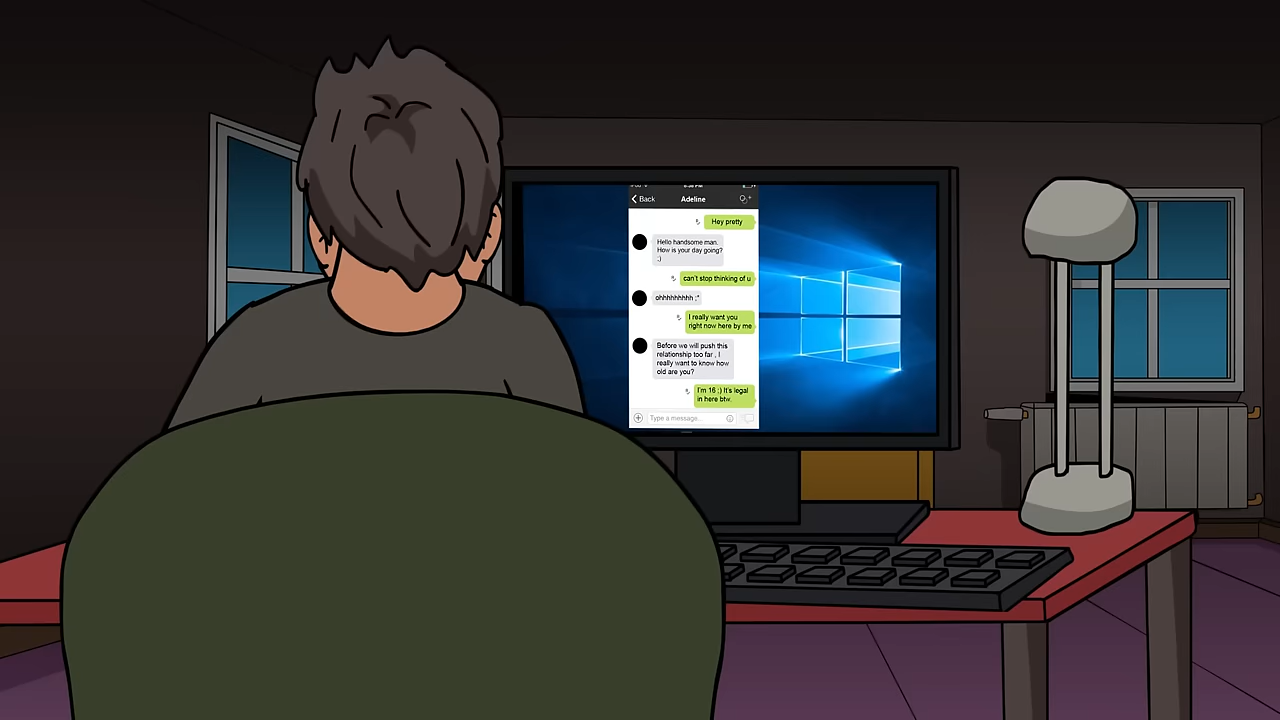 Back
Adeline
Hey pretty
Hello handsome man.
How is your day going?
;)
can't stop thinking of u
ohhhhhhhhh ;*
I really want you
right now here by me
Before we will push this
relationship too far , I
really want to know how
old are you?
I'm 16 ;) It's legal
in here btw.
Type a message...